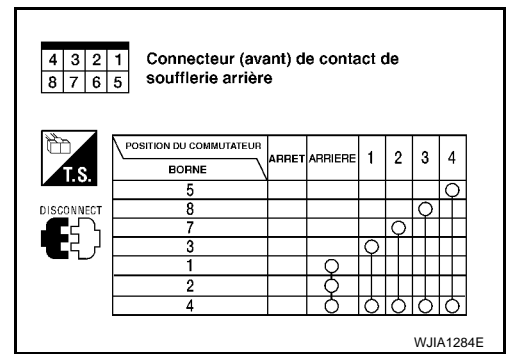 4 3 2 1
8 7 6 5
Connecteur (avant) de contact de
soufflerie arrière
T.S.
DISCONNECT
POSITION DU COMMUTATEUR
BORNE
ARRET ARRIERE 1 2 3 4
5
8
7
3
1
2
4
WJIA1284E